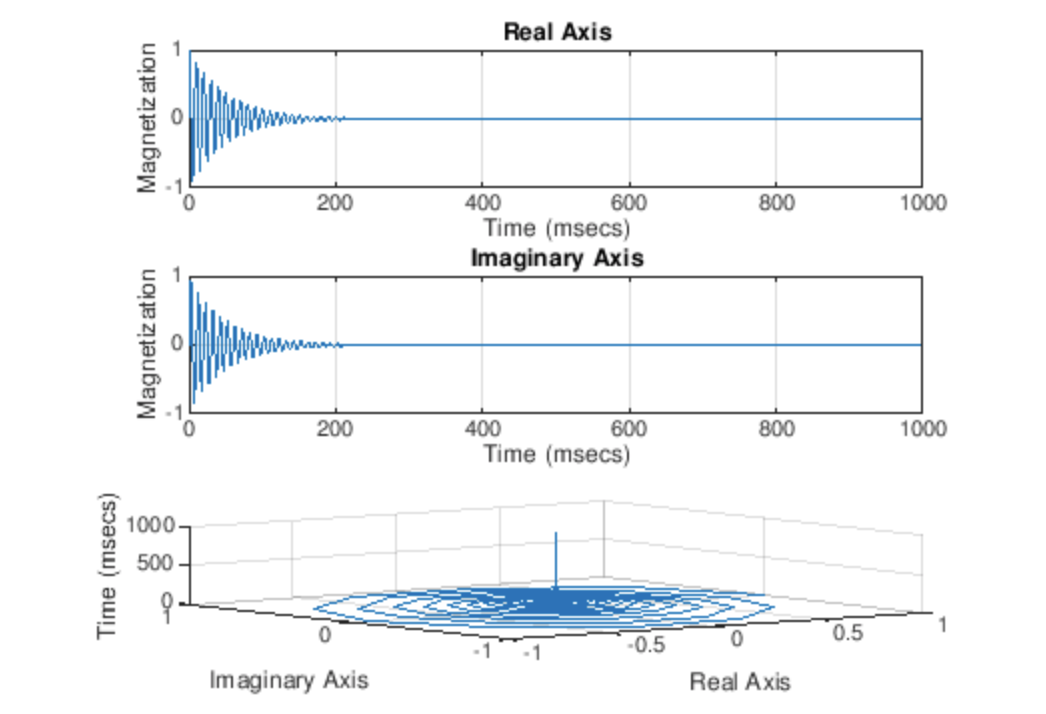 Real Axis
Magnetization
1
0
-1
0 200 400 600 800 1000
Time (msecs)
Imaginary Axis
Magnetization
1
0
-1
0 200 400 600 800 1000
Time (msecs)
Time (msecs)
1000
500
0
1 0 -1
-1 -0.5 0 0.5 1
Imaginary Axis
Real Axis